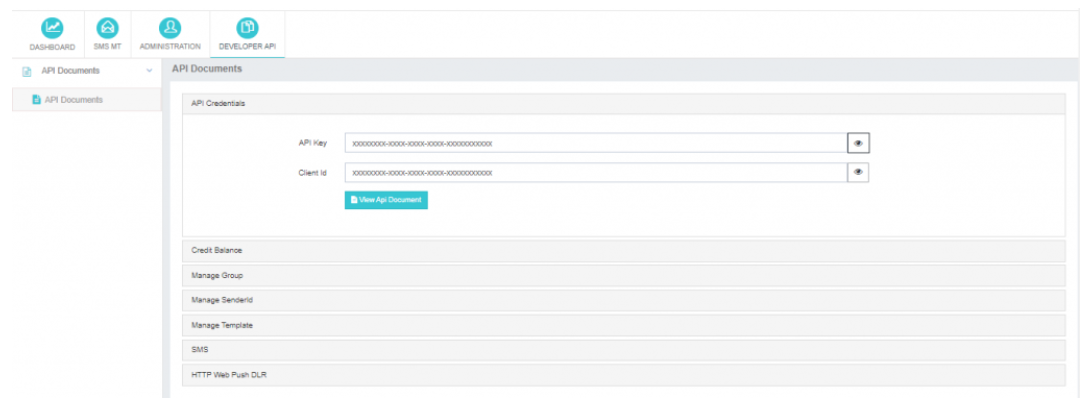 DASHBOARD SMS MT ADMINISTRATION DEVELOPER API
API Documents
API Documents
API Documents
API Credentials
API Key xxxxxxxx-xxxx-xxxx-xxxx-xxxxxxxxxxxx
Client Id xxxxxxxx-xxxx-xxxx-xxxx-xxxxxxxxxxxx
View Api Document
Credit Balance
Manage Group
Manage SenderId
Manage Template
SMS
HTTP Web Push DLR